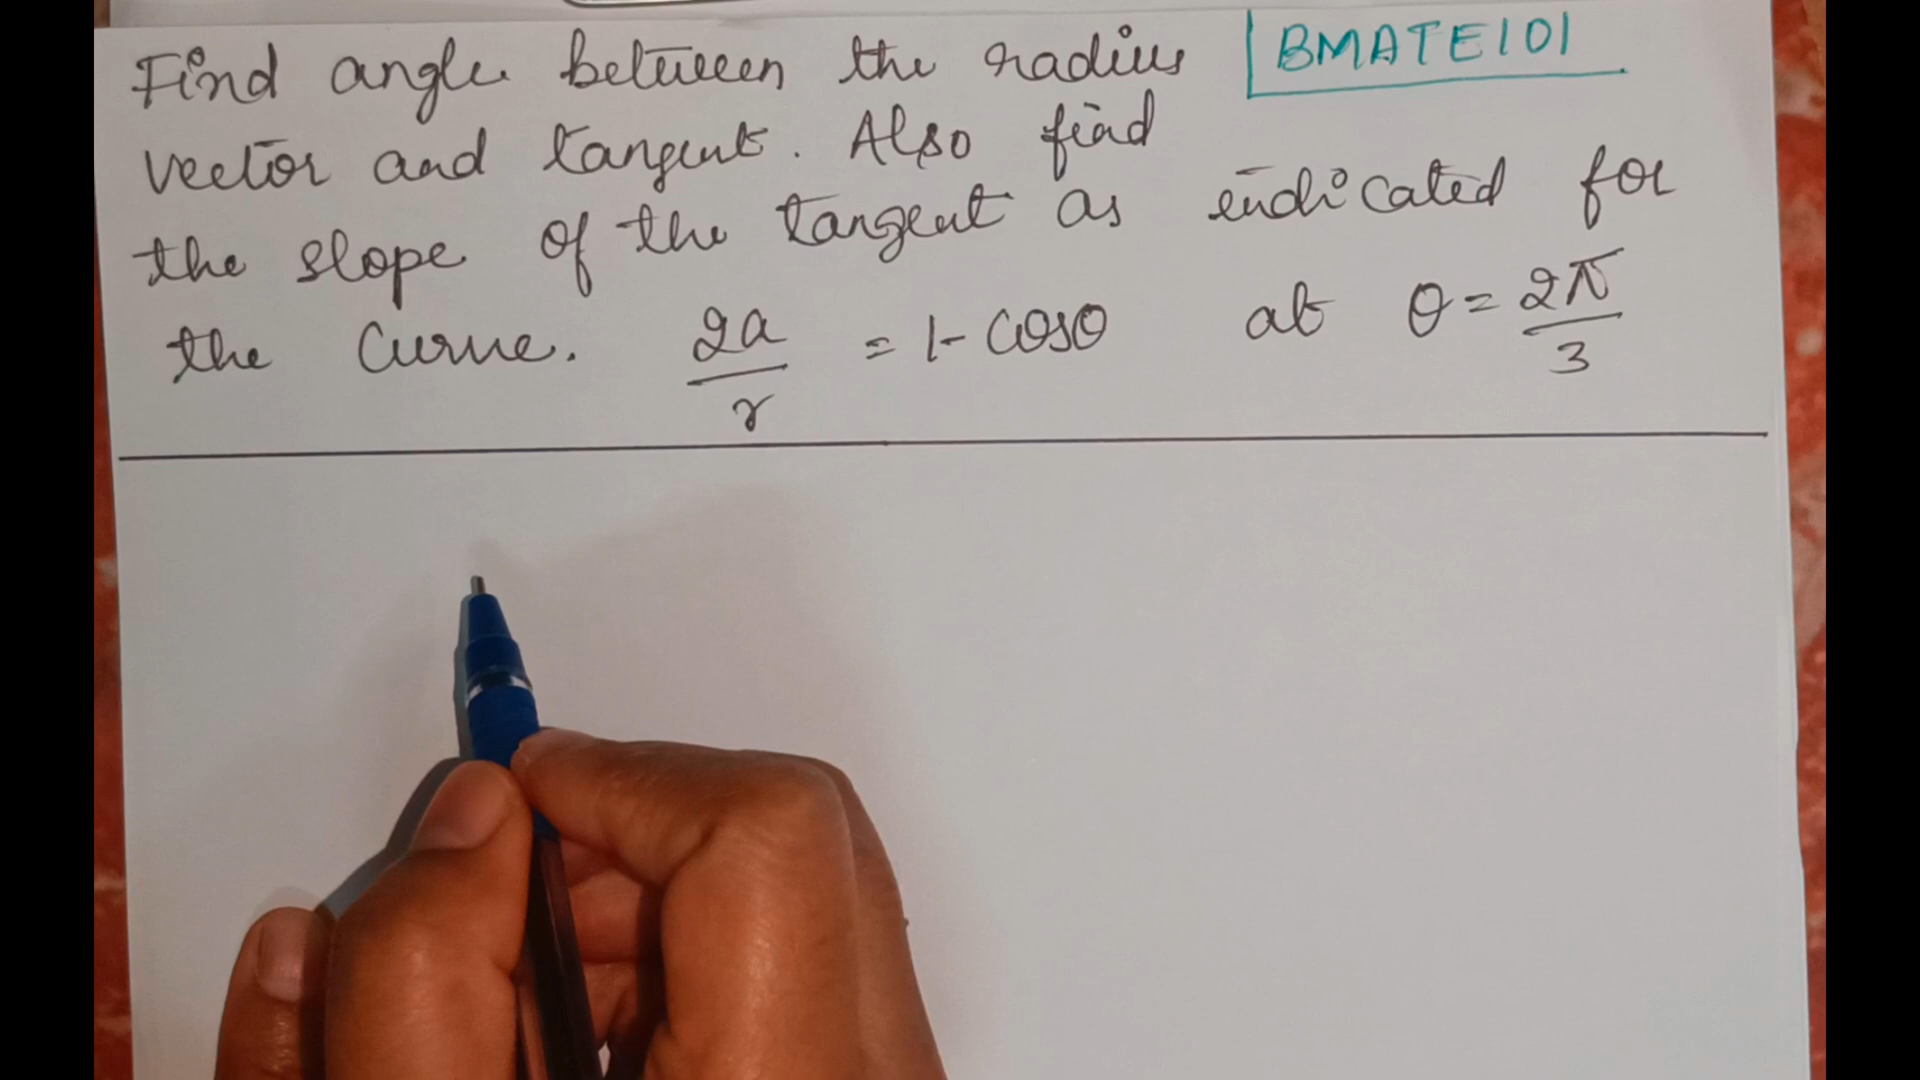 Find angle between the radius
BMATE101
vector and tangent. Also find
the slope of the tangent as indicated for
the curve. 2a/r = 1 - cosθ at θ = 2π/3